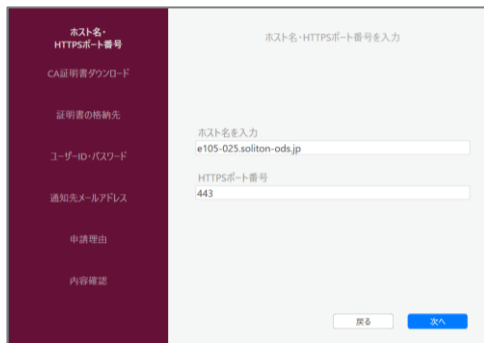 ホスト名・
HTTPSポート番号
CA証明書ダウンロード
証明書の格納先
ユーザーID・パスワード
通知先メールアドレス
申請理由
内容確認
ホスト名・HTTPSポート番号を入力
ホスト名を入力
e105-025.soliton-ods.jp
HTTPSポート番号
443
戻る
次へ